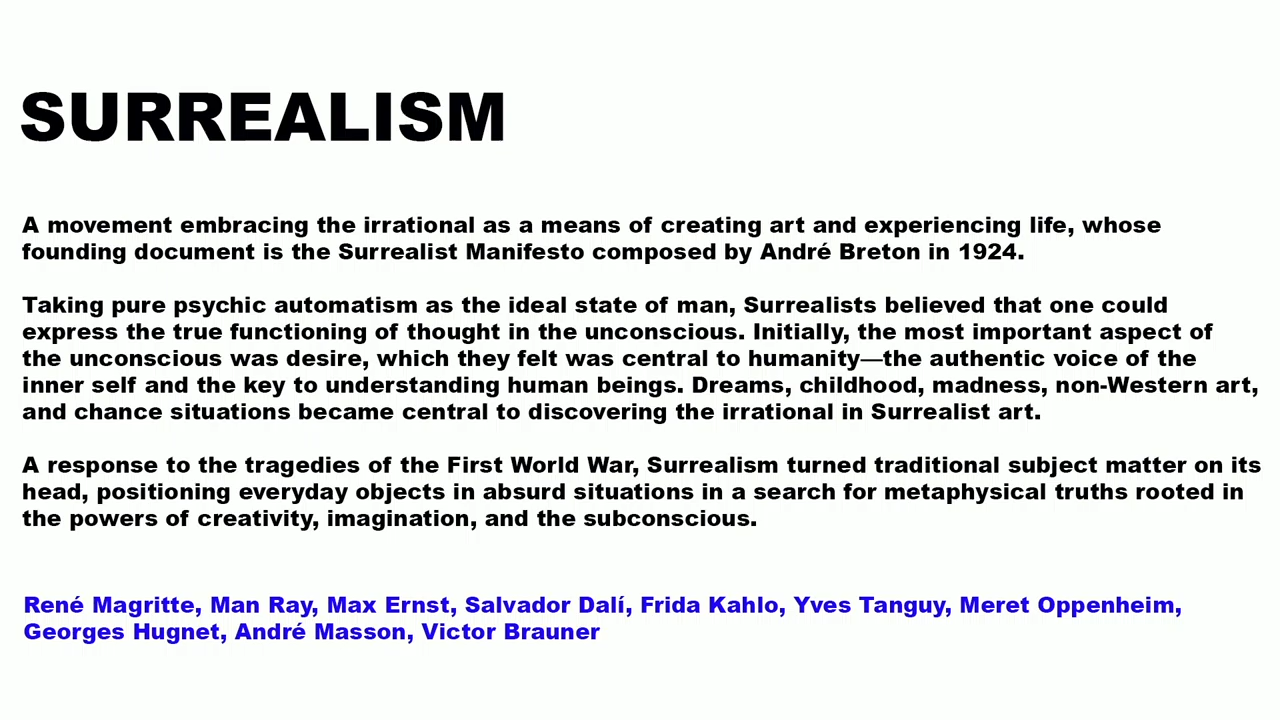 SURREALISM
A movement embracing the irrational as a means of creating art and experiencing life, whose
founding document is the Surrealist Manifesto composed by André Breton in 1924.
Taking pure psychic automatism as the ideal state of man, Surrealists believed that one could
express the true functioning of thought in the unconscious. Initially, the most important aspect of
the unconscious was desire, which they felt was central to humanity—the authentic voice of the
inner self and the key to understanding human beings. Dreams, childhood, madness, non-Western art,
and chance situations became central to discovering the irrational in Surrealist art.
A response to the tragedies of the First World War, Surrealism turned traditional subject matter on its
head, positioning everyday objects in absurd situations in a search for metaphysical truths rooted in
the powers of creativity, imagination, and the subconscious.
René Magritte, Man Ray, Max Ernst, Salvador Dalí, Frida Kahlo, Yves Tanguy, Meret Oppenheim,
Georges Hugnet, André Masson, Victor Brauner